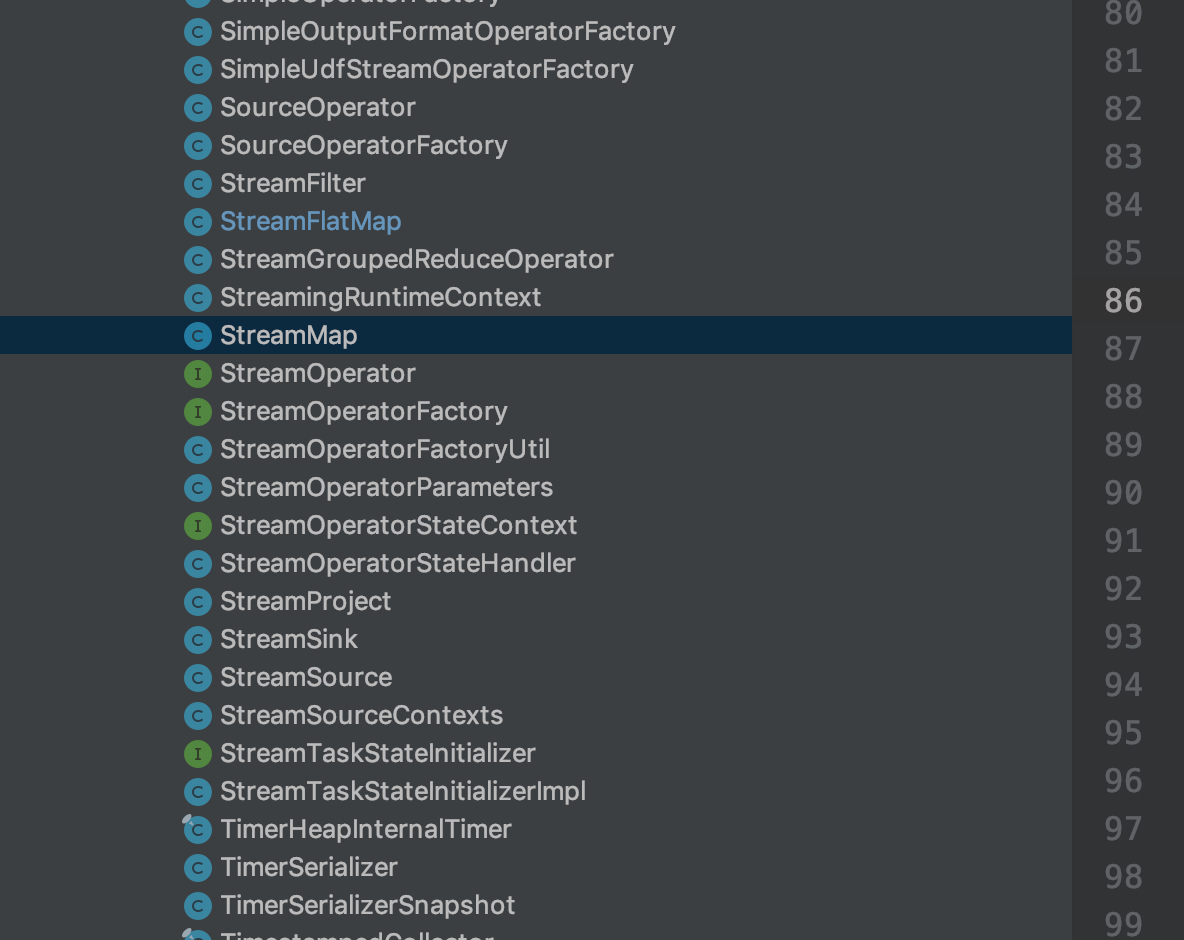 SimpleOperatorFactory
80
SimpleOutputFormatOperatorFactory
81
SimpleUdfStreamOperatorFactory
82
SourceOperator
83
SourceOperatorFactory
84
StreamFilter
StreamFlatMap
85
StreamGroupedReduceOperator
86
StreamingRuntimeContext
StreamMap
87
StreamOperator
88
StreamOperatorFactory
89
StreamOperatorFactoryUtil
90
StreamOperatorParameters
91
StreamOperatorStateContext
92
StreamOperatorStateHandler
93
StreamProject
StreamSink
94
StreamSource
95
StreamSourceContexts
96
StreamTaskStateInitializer
97
StreamTaskStateInitializerImpl
TimerHeapInternalTimer
98
TimerSerializer
99
TimerSerializerSnapshot
TimestampedCollector